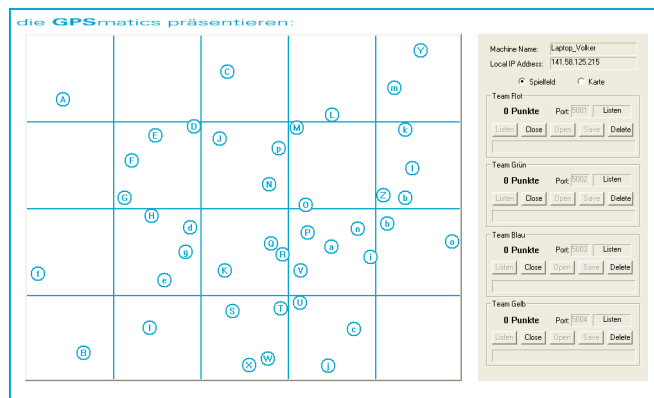 die GPSmatics präsentieren:
Y
C
m
A
L
D
M
k
E
J
p
F
l
N
G
Z
b
O
H
h
d
n
P
Q
a
o
g
R
i
K
V
f
e
U
T
S
I
c
B
W
X
j
Machine Name: Laptop_Volker
Local IP Address: 141.58.125.215
Spielfeld Karte
Team Rot
0 Punkte Port: 5001 Listen
Listen Close Open Save Delete
Team Grün
0 Punkte Port: 5002 Listen
Listen Close Open Save Delete
Team Blau
0 Punkte Port: 5003 Listen
Listen Close Open Save Delete
Team Gelb
0 Punkte Port: 5004 Listen
Listen Close Open Save Delete